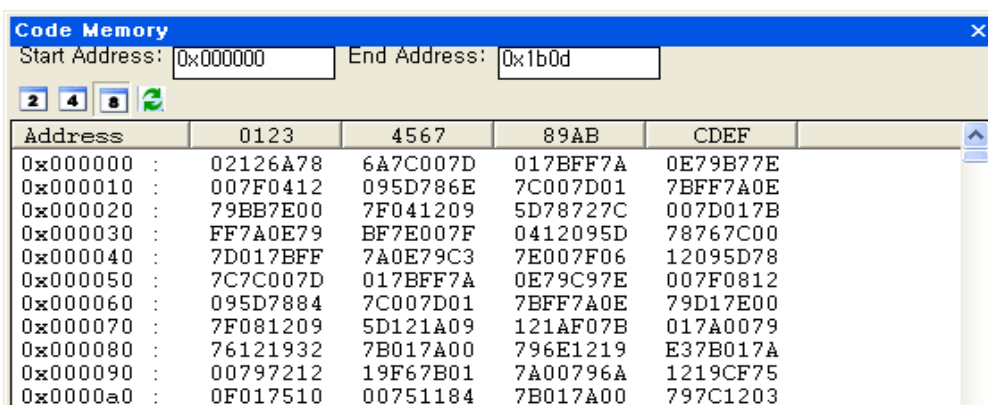 Code Memory
Start Address: 0x000000 End Address: 0x1b0d
2 4 8
Address 0123 4567 89AB CDEF
0x000000 : 02126A78 6A7C007D 017BFF7A 0E79B77E
0x000010 : 007F0412 095D786E 7C007D01 7BFF7A0E
0x000020 : 79BB7E00 7F041209 5D78727C 007D017B
0x000030 : FF7A0E79 BF7E007F 0412095D 78767C00
0x000040 : 7D017BFF 7A0E79C3 7E007F06 12095D78
0x000050 : 7C7C007D 017BFF7A 0E79C97E 007F0812
0x000060 : 095D7884 7C007D01 7BFF7A0E 79D17E00
0x000070 : 7F081209 5D121A09 121AF07B 017A0079
0x000080 : 76121932 7B017A00 796E1219 E37B017A
0x000090 : 00797212 19F67B01 7A00796A 1219CF75
0x0000a0 : 0F017510 00751184 7B017A00 797C1203